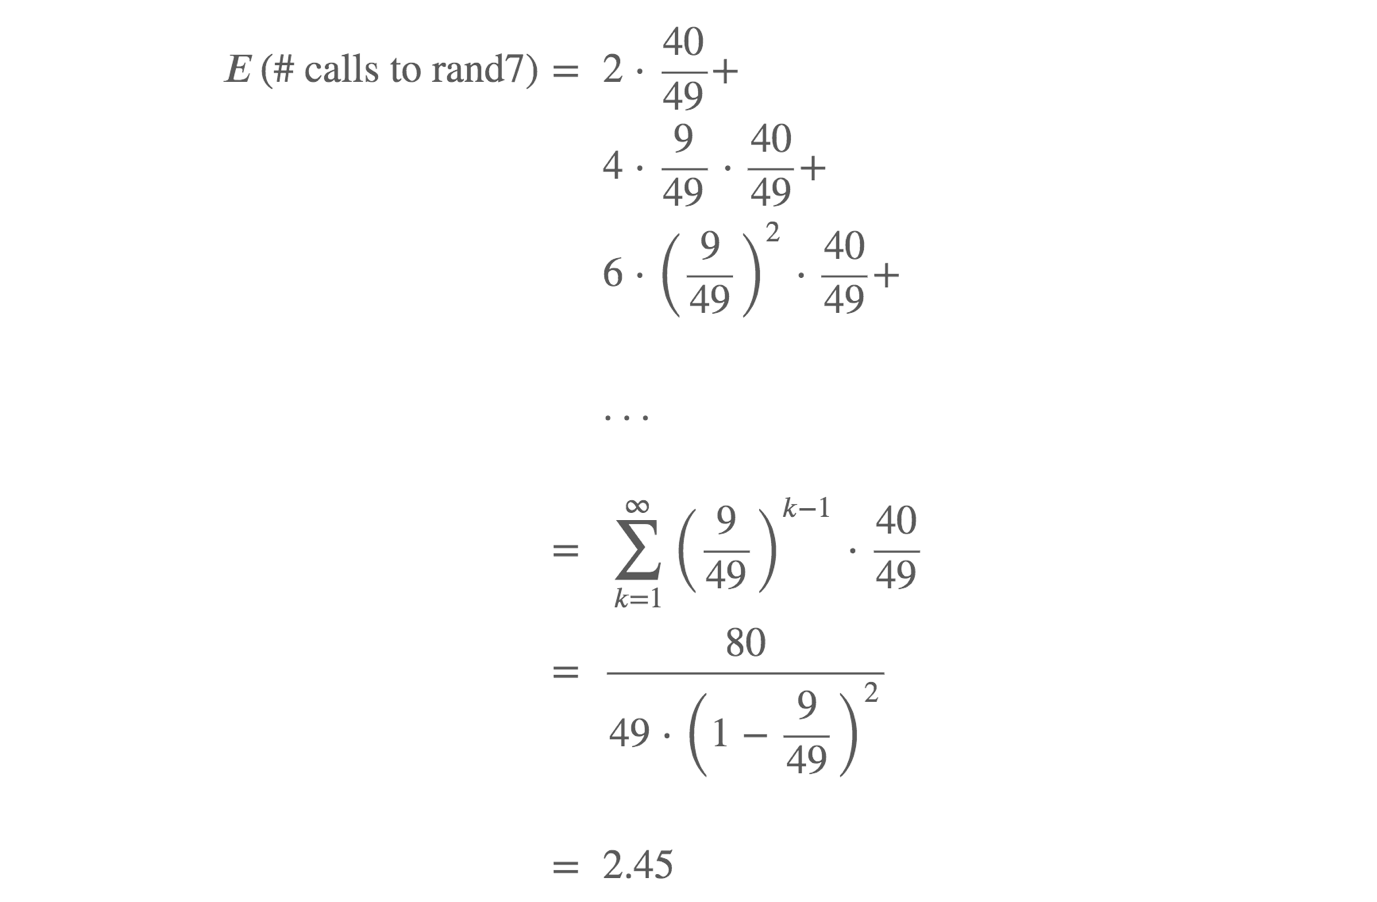 E (# calls to rand7) = 2 · 40/49 +
4 · 9/49 · 40/49 +
6 · (9/49)^2 · 40/49 +
· · ·
= ∑_{k=1}^{∞} (9/49)^{k−1} · 40/49
= 80 / (49 · (1 − 9/49)^2)
= 2.45